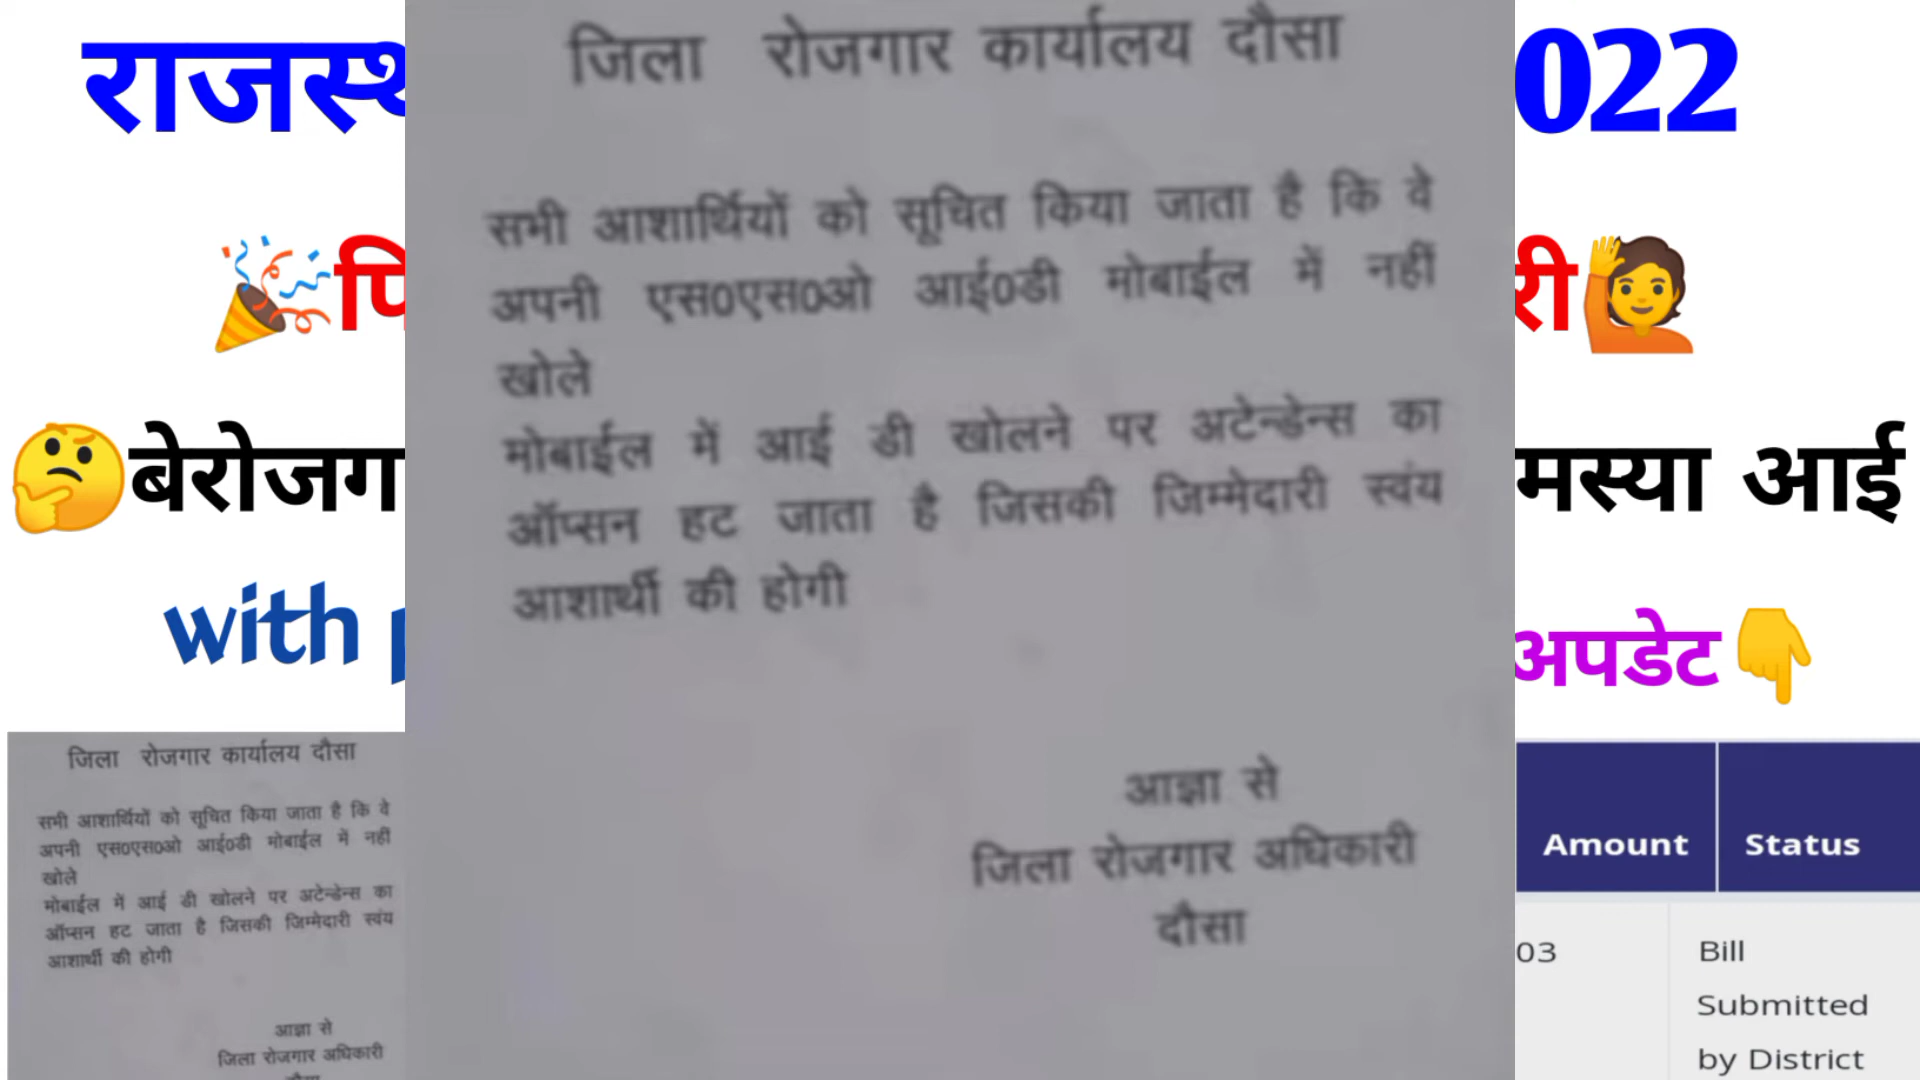 राजस्थ
022
री
बेरोजग
मस्या आई
with
अपडेट
जिला रोजगार कार्यालय दौसा
सभी आशार्थियों को सूचित किया जाता है कि वे
अपनी एस0एस0ओ आई0डी मोबाईल में नहीं
खोले
मोबाईल में आई डी खोलने पर अटेन्डेन्स का
ऑप्सन हट जाता है जिसकी जिम्मेदारी स्वंय
आशार्थी की होगी
आज्ञा से
जिला रोजगार अधिकारी
दौसा
जिला रोजगार कार्यालय दौसा
सभी आशार्थियों को सूचित किया जाता है कि वे
अपनी एस0एस0ओ आई0डी मोबाईल में नहीं
खोले
मोबाईल में आई डी खोलने पर अटेन्डेन्स का
ऑप्सन हट जाता है जिसकी जिम्मेदारी स्वंय
आशार्थी की होगी
आज्ञा से
जिला रोजगार अधिकारी
Amount Status
03 Bill
Submitted
by District